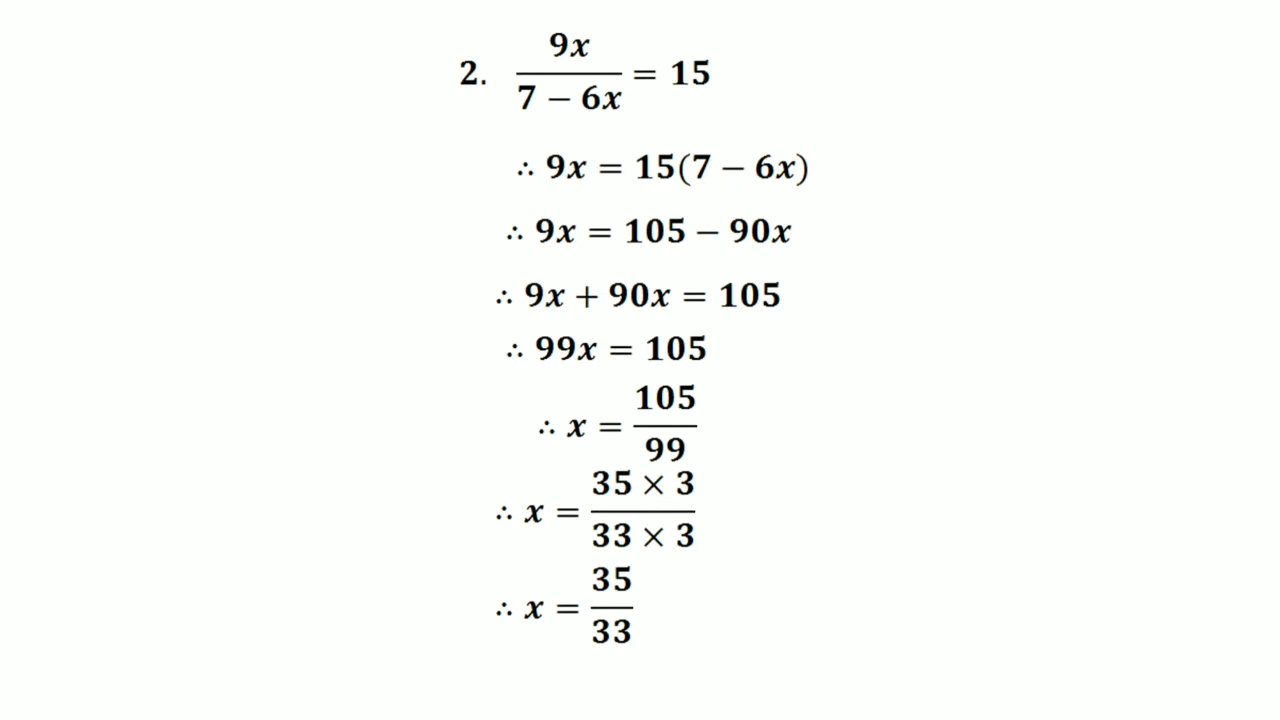 2. 9x/(7 − 6x) = 15
∴ 9x = 15(7 − 6x)
∴ 9x = 105 − 90x
∴ 9x + 90x = 105
∴ 99x = 105
∴ x = 105/99
∴ x = (35 × 3)/(33 × 3)
∴ x = 35/33